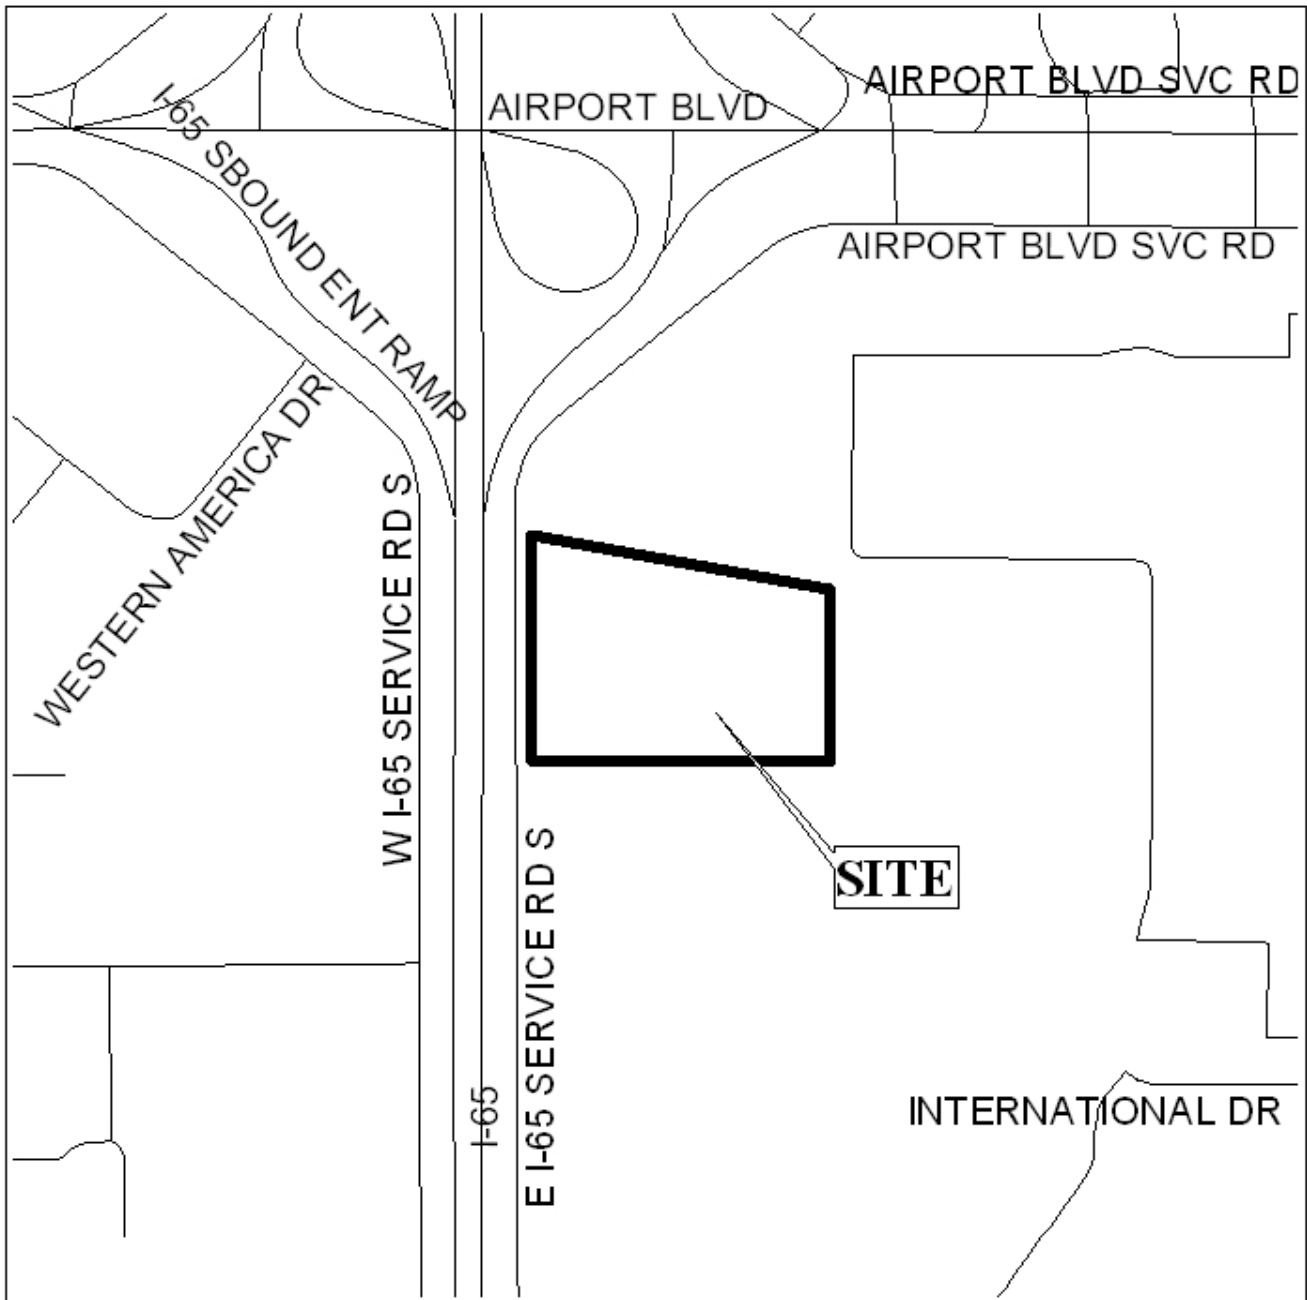 AIRPORT BLVD SVC RD
AIRPORT BLVD
I-65 SBOUND ENT RAMP
AIRPORT BLVD SVC RD
WESTERN AMERICA DR
W I-65 SERVICE RD S
SITE
E I-65 SERVICE RD S
I-65
INTERNATIONAL DR